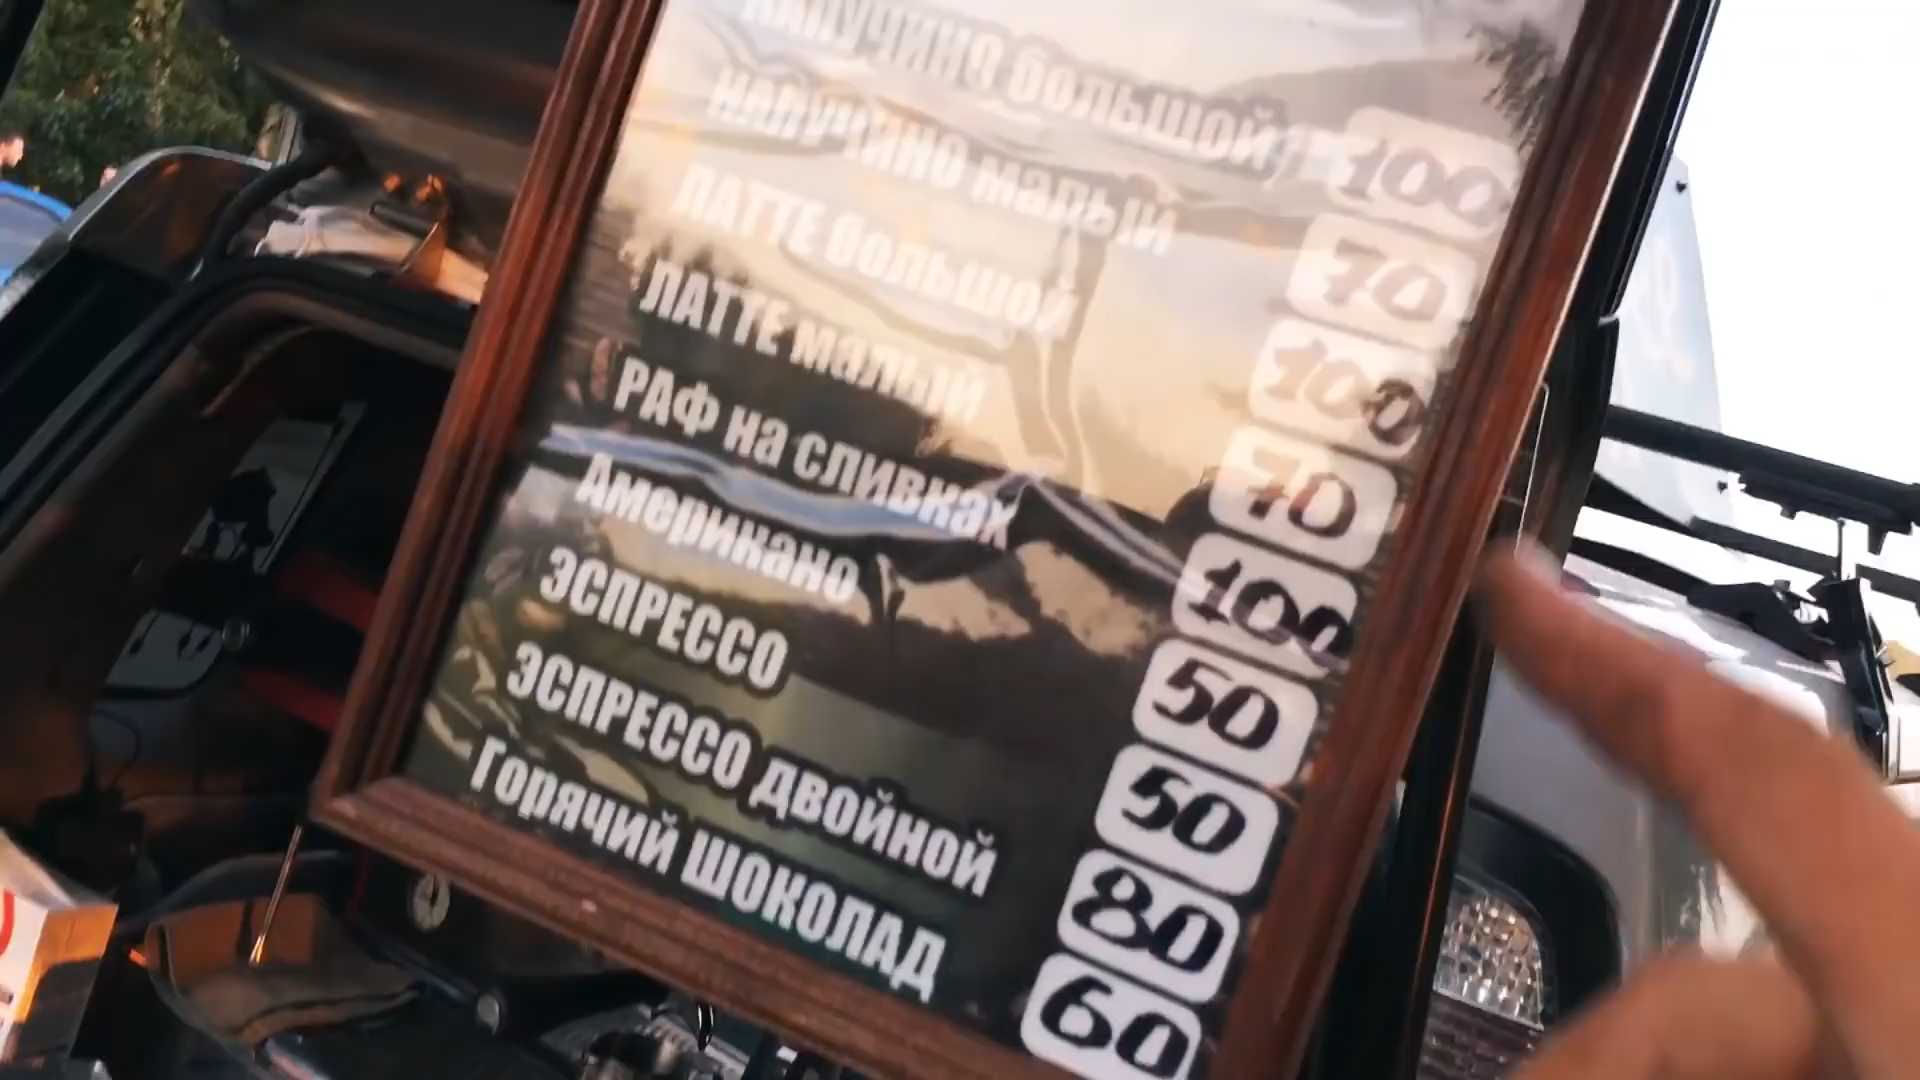 Капучино большой 100
Капучино малый 70
ЛАТТЕ большой 100
ЛАТТЕ малый 70
РАФ на сливках 100
Американо 50
ЭСПРЕССО 50
ЭСПРЕССО двойной 80
Горячий ШОКОЛАД 60